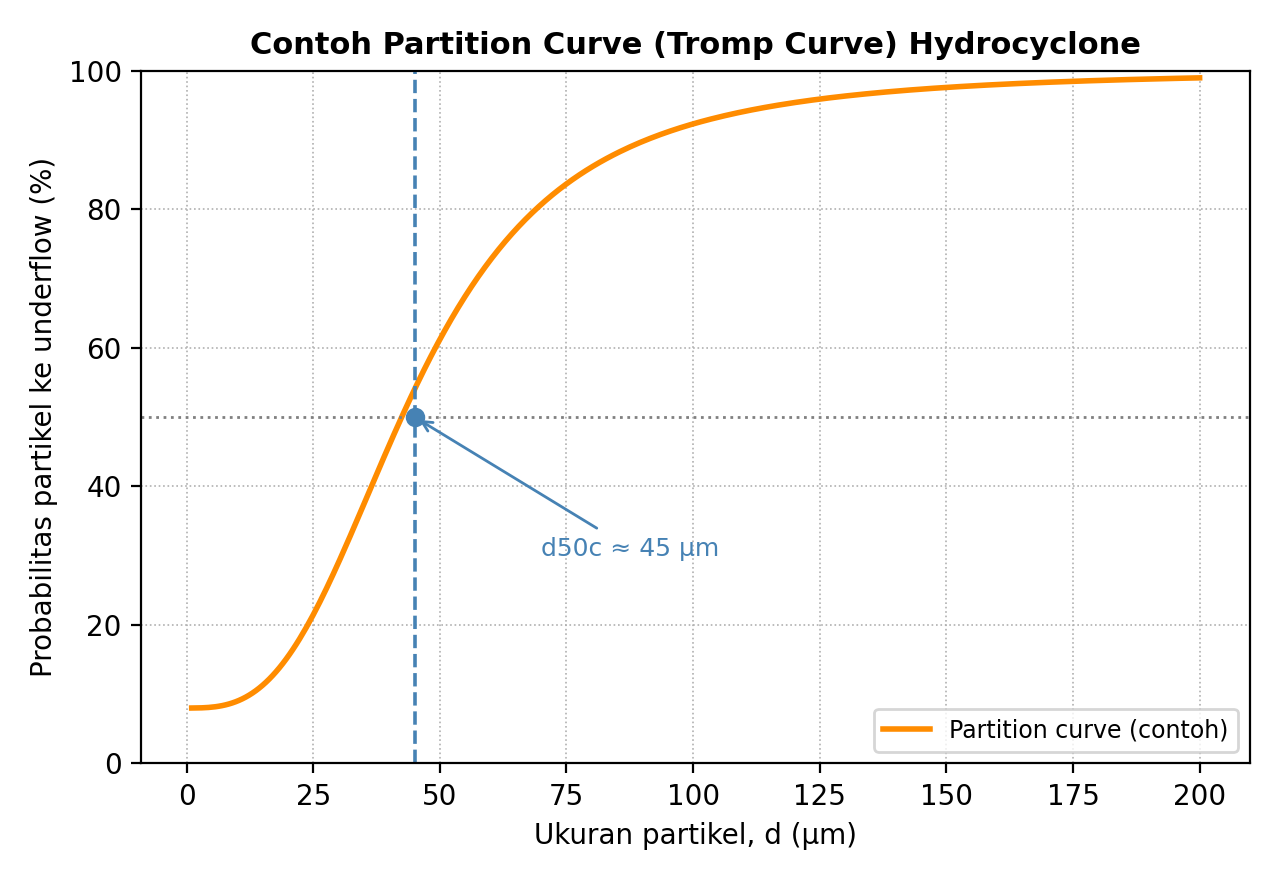 Contoh Partition Curve (Tromp Curve) Hydrocyclone
Probabilitas partikel ke underflow (%)
100
80
60
40
20
0
d50c ≈ 45 µm
Partition curve (contoh)
0 25 50 75 100 125 150 175 200
Ukuran partikel, d (µm)